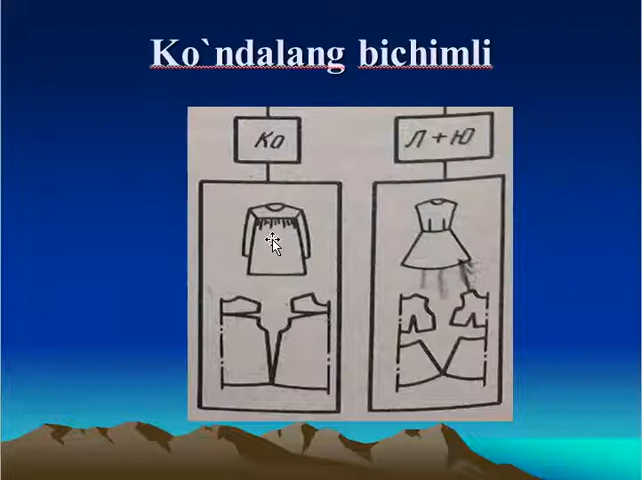 Ko`ndalang bichimli
Ко
Л+Ю